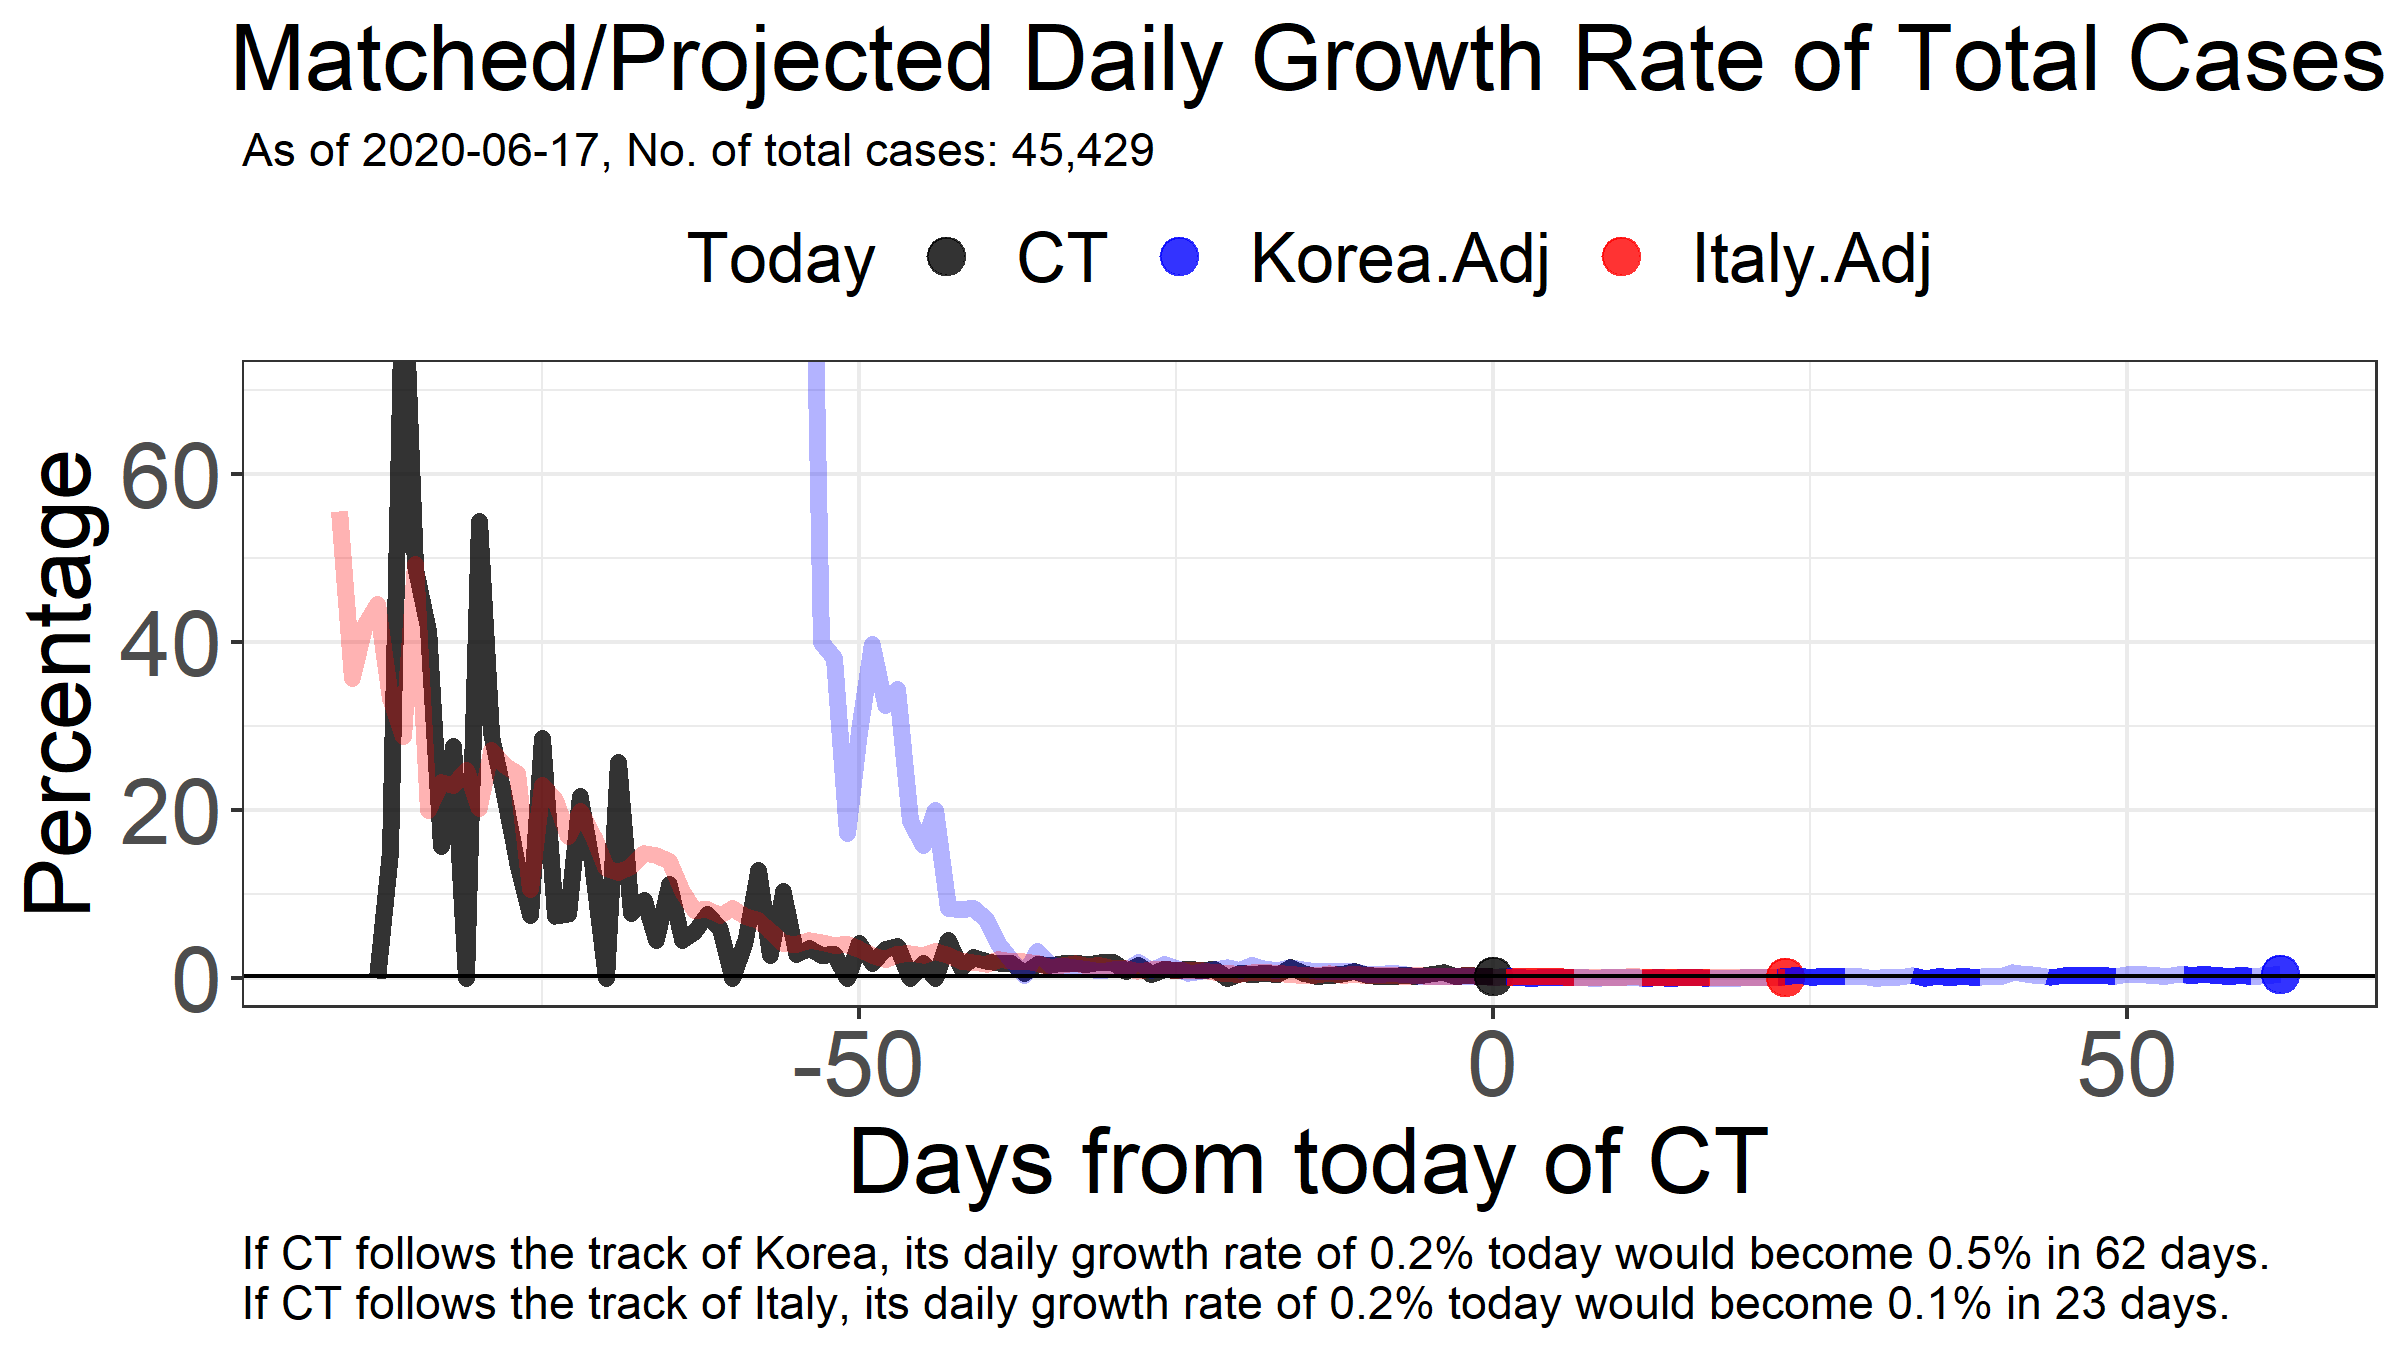 Matched/Projected Daily Growth Rate of Total Cases
As of 2020-06-17, No. of total cases: 45,429
Today CT Korea.Adj Italy.Adj
Percentage
60
40
20
0
-50 0 50
Days from today of CT
If CT follows the track of Korea, its daily growth rate of 0.2% today would become 0.5% in 62 days.
If CT follows the track of Italy, its daily growth rate of 0.2% today would become 0.1% in 23 days.